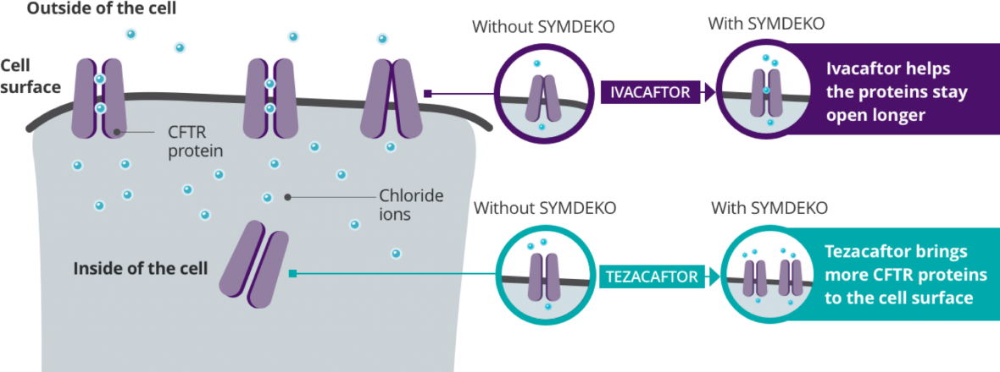 Outside of the cell
Cell
surface
CFTR
protein
Chloride
ions
Inside of the cell
Without SYMDEKO
With SYMDEKO
IVACAFTOR
Ivacaftor helps
the proteins stay
open longer
Without SYMDEKO
With SYMDEKO
TEZACAFTOR
Tezacaftor brings
more CFTR proteins
to the cell surface